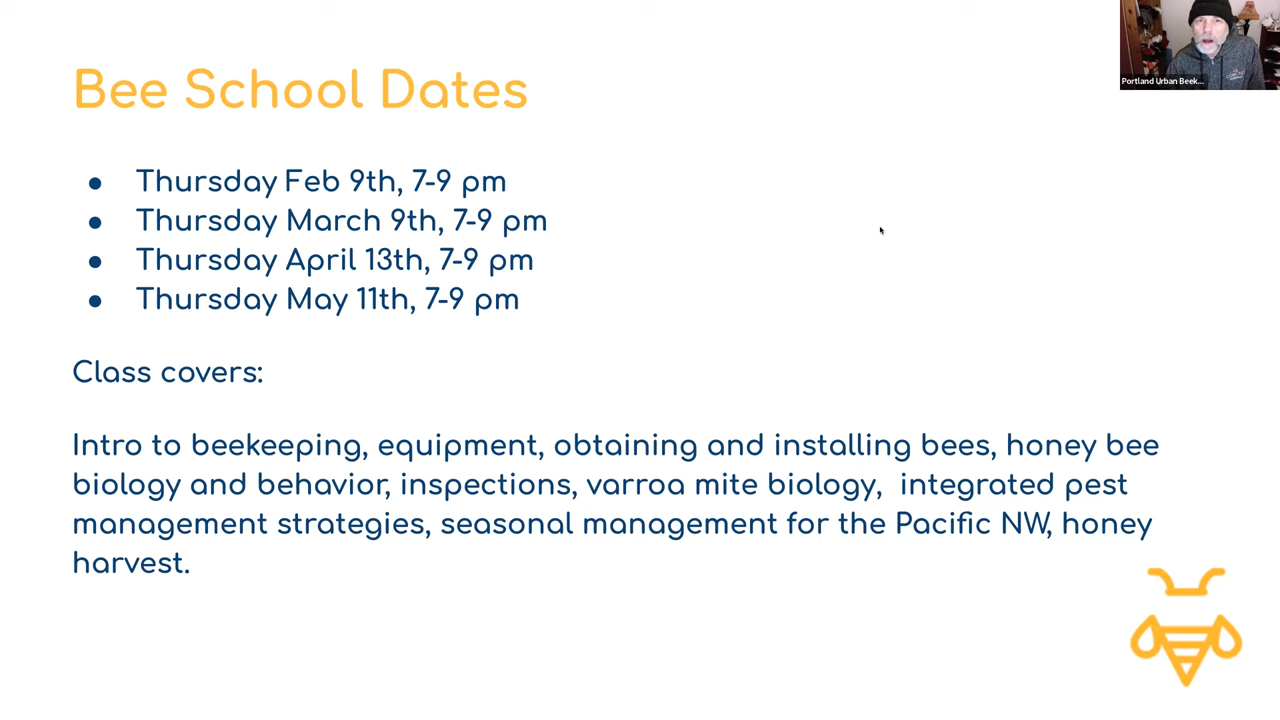 Bee School Dates
Portland Urban Beek...
● Thursday Feb 9th, 7-9 pm
● Thursday March 9th, 7-9 pm
● Thursday April 13th, 7-9 pm
● Thursday May 11th, 7-9 pm
Class covers:
Intro to beekeeping, equipment, obtaining and installing bees, honey bee
biology and behavior, inspections, varroa mite biology,  integrated pest
management strategies, seasonal management for the Pacific NW, honey
harvest.